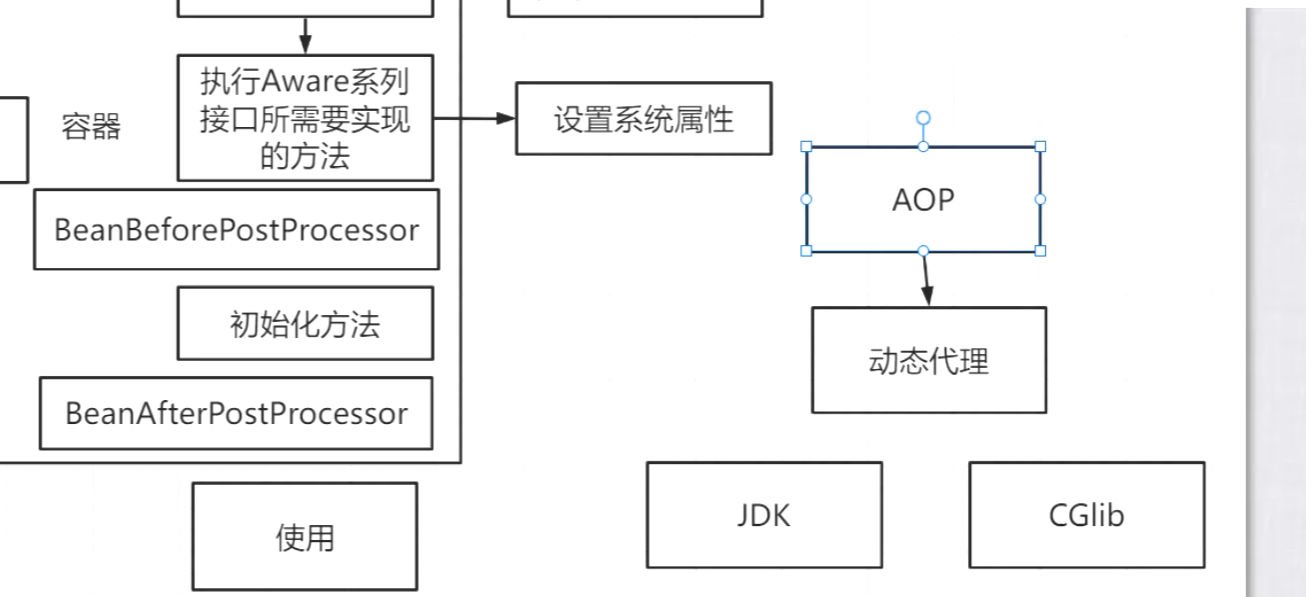 执行Aware系列
接口所需要实现
的方法
容器
设置系统属性
AOP
BeanBeforePostProcessor
初始化方法
动态代理
BeanAfterPostProcessor
使用
JDK
CGlib